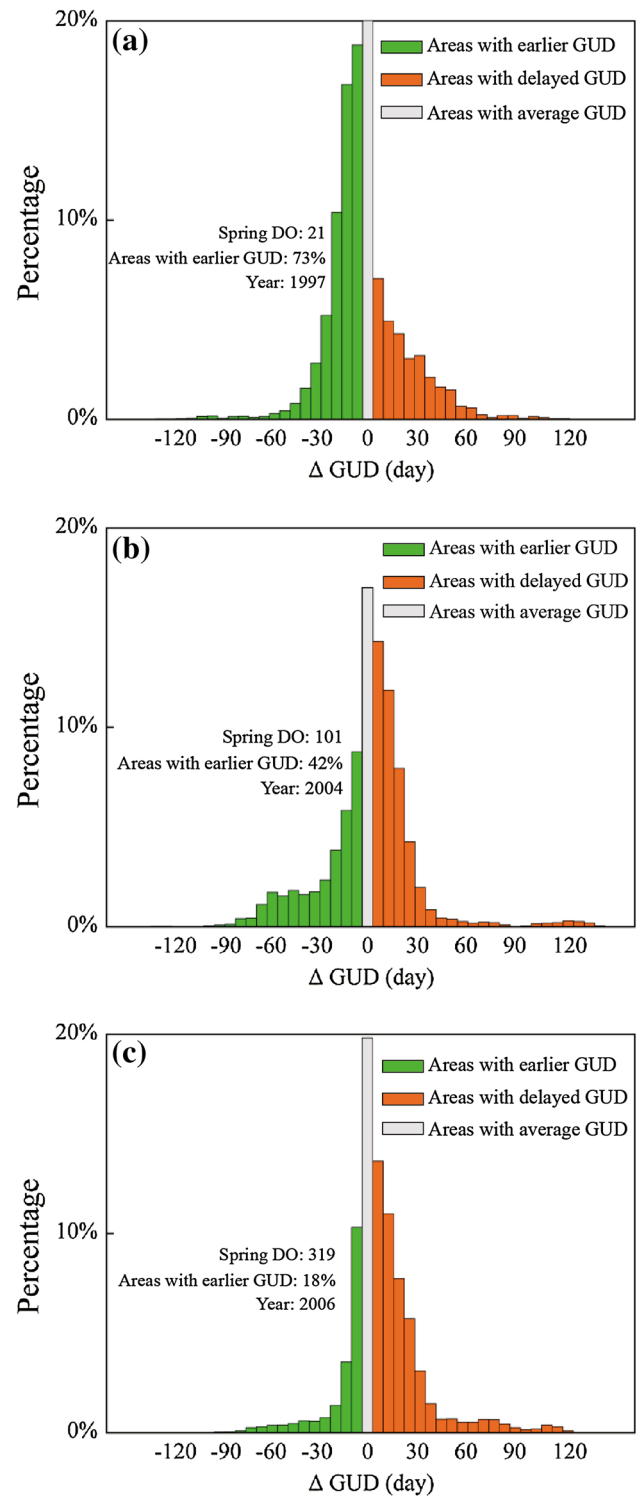 (a)
20%
10%
0%
Percentage
Areas with earlier GUD
Areas with delayed GUD
Areas with average GUD
Spring DO: 21
Areas with earlier GUD: 73%
Year: 1997
-120 -90 -60 -30 0 30 60 90 120
Δ GUD (day)
(b)
20%
10%
0%
Percentage
Areas with earlier GUD
Areas with delayed GUD
Areas with average GUD
Spring DO: 101
Areas with earlier GUD: 42%
Year: 2004
-120 -90 -60 -30 0 30 60 90 120
Δ GUD (day)
(c)
20%
10%
0%
Percentage
Areas with earlier GUD
Areas with delayed GUD
Areas with average GUD
Spring DO: 319
Areas with earlier GUD: 18%
Year: 2006
-120 -90 -60 -30 0 30 60 90 120
Δ GUD (day)